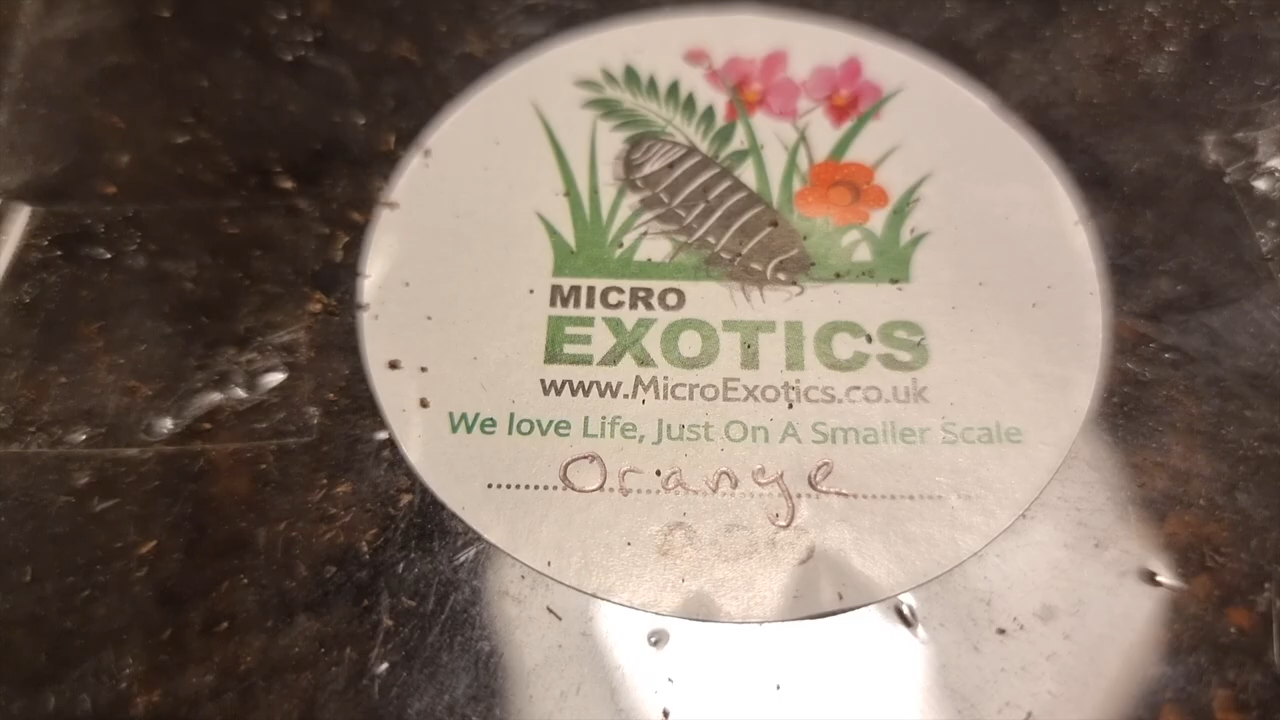 MICRO
EXOTICS
www.MicroExotics.co.uk
We love Life, Just On A Smaller Scale
Orange